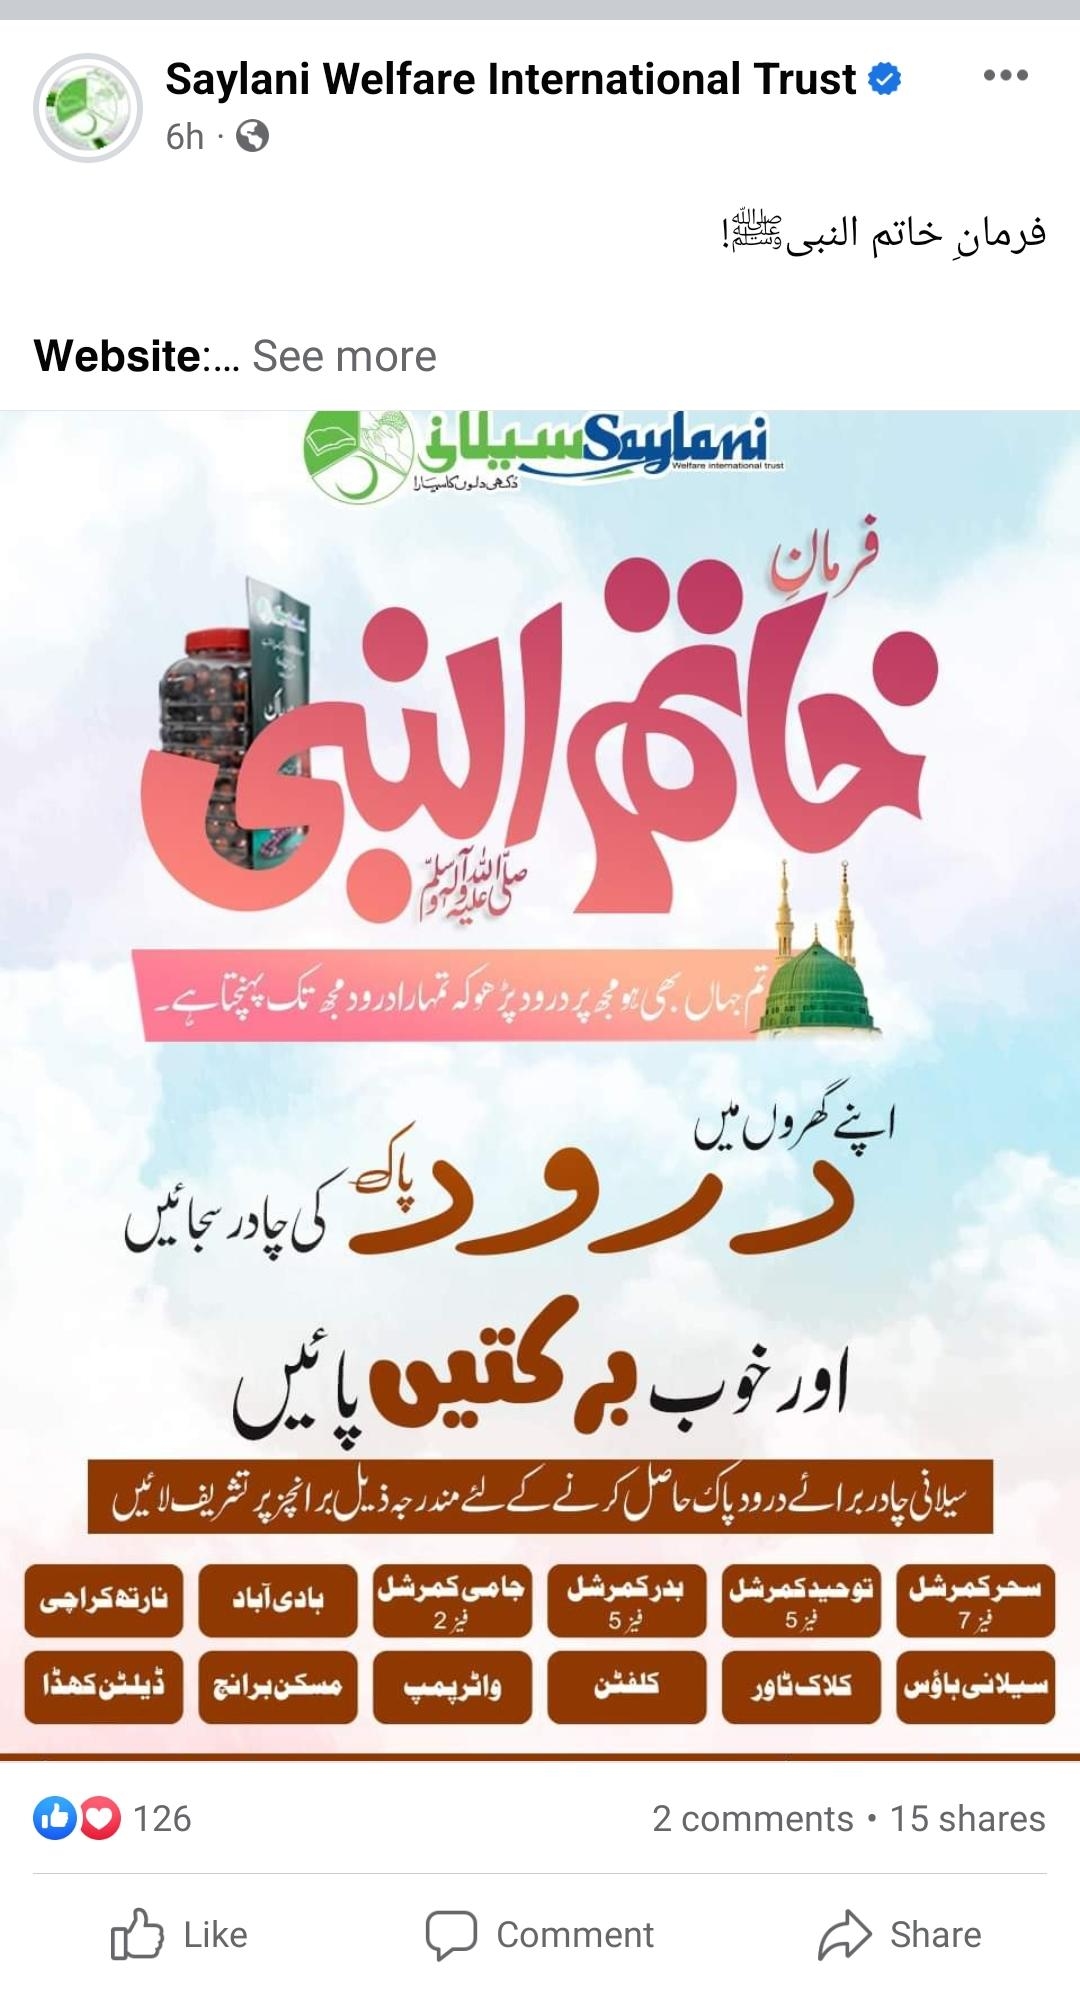 Saylani Welfare International Trust
6h ·
فرمانِ خاتم النبی ﷺ!
Website:... See more
سیلانی Saylani
Welfare international trust
دُکھی دلوں کا سہارا!
فرمانِ
خاتم النبی
صلی اللہ علیہ وآلہ وسلم
تم جہاں بھی ہو مجھ پر درود پڑھو کہ تمہارا درود مجھ تک پہنچتا ہے۔
اپنے گھروں میں
درود پاک کی چادر سجائیں
اور خوب برکتیں پائیں
سیلانی چادر برائے درود پاک حاصل کرنے کے لئے مندرجہ ذیل برانچز پر تشریف لائیں
سحر کمرشل فیز 7
توحید کمرشل فیز 5
بدر کمرشل فیز 5
جامی کمرشل فیز 2
ہادی آباد
نارتھ کراچی
سیلانی ہاؤس
کلاک ٹاور
کلفٹن
واٹر پمپ
مسکن برانچ
ڈیلٹن کھڈا
126
2 comments • 15 shares
Like Comment Share